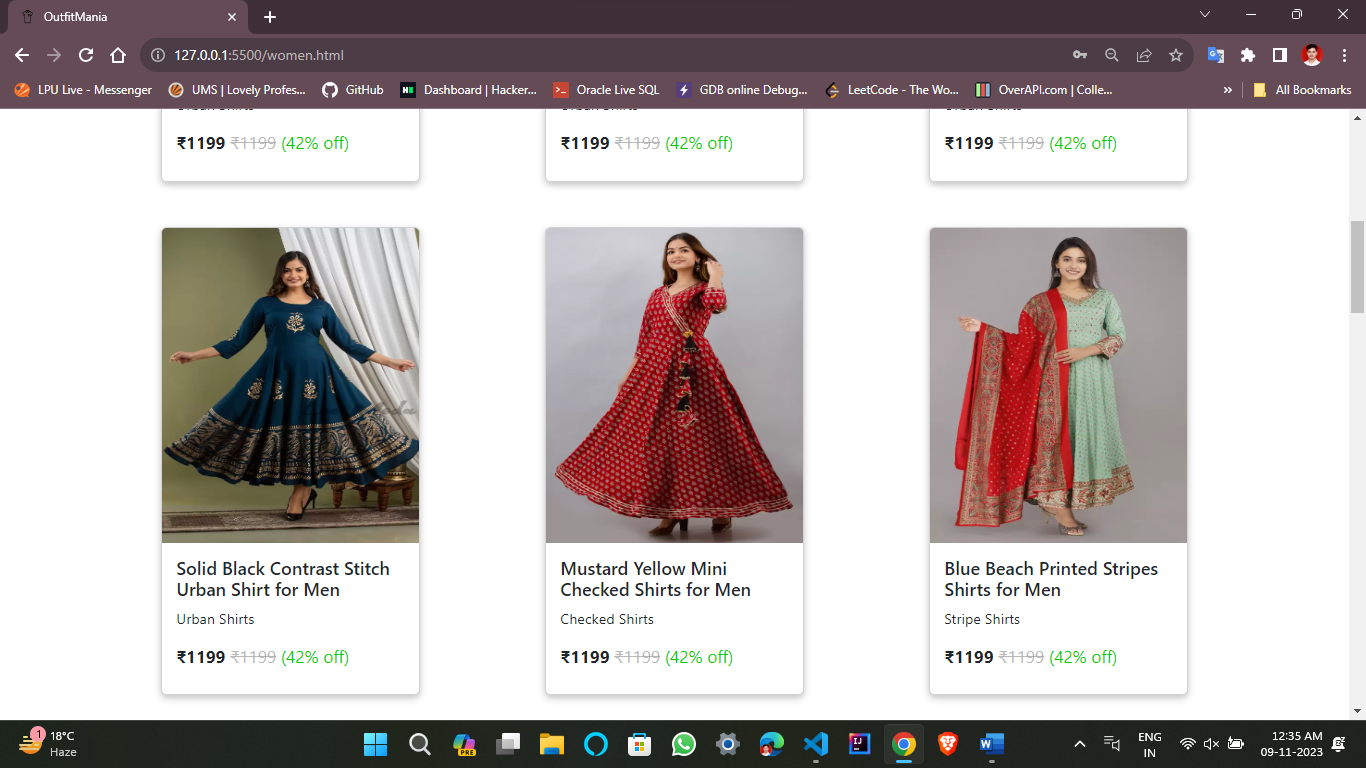 OutfitMania
127.0.0.1:5500/women.html
LPU Live - Messenger
UMS | Lovely Profes...
GitHub
Dashboard | Hacker...
Oracle Live SQL
GDB online Debug...
LeetCode - The Wo...
OverAPI.com | Colle...
»
All Bookmarks
₹1199 ₹1199 (42% off)
₹1199 ₹1199 (42% off)
₹1199 ₹1199 (42% off)
Solid Black Contrast Stitch
Urban Shirt for Men
Urban Shirts
₹1199 ₹1199 (42% off)
Mustard Yellow Mini
Checked Shirts for Men
Checked Shirts
₹1199 ₹1199 (42% off)
Blue Beach Printed Stripes
Shirts for Men
Stripe Shirts
₹1199 ₹1199 (42% off)
1
18°C
Haze
PRE
ENG
IN
12:35 AM
09-11-2023